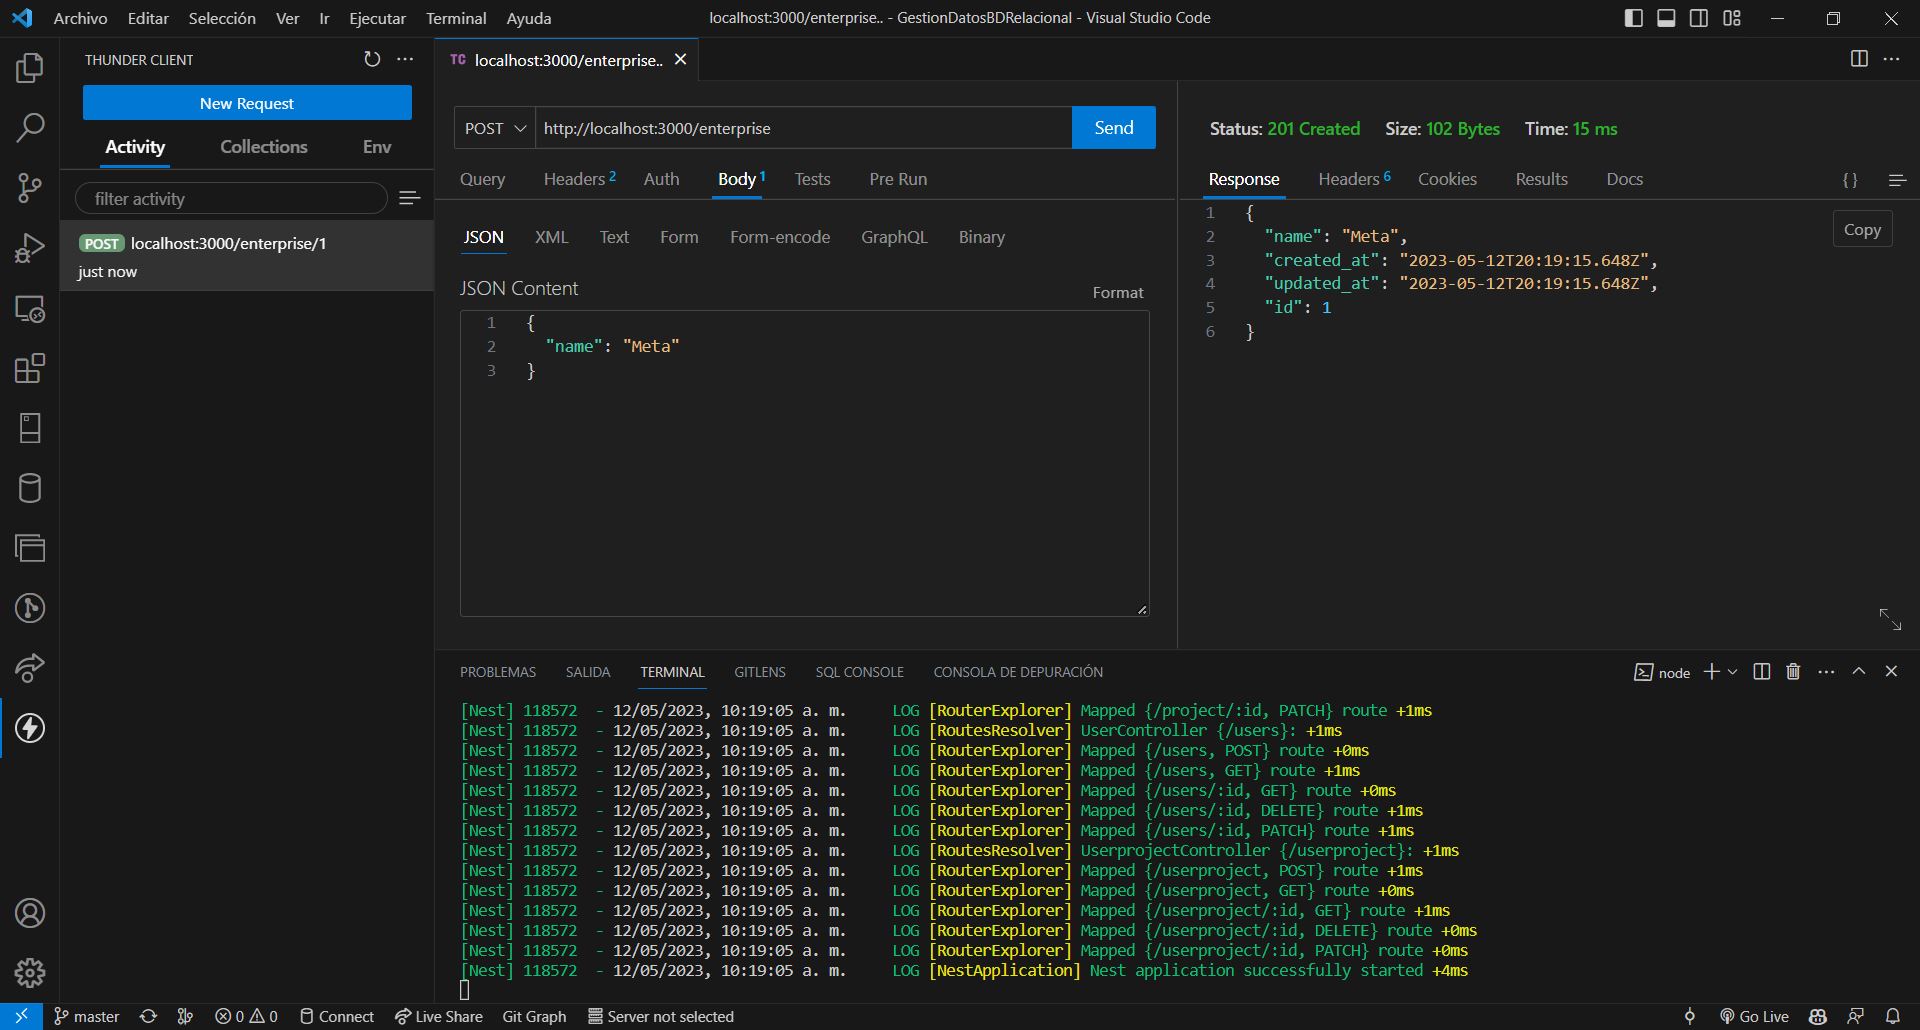 Archivo Editar Selección Ver Ir Ejecutar Terminal Ayuda
localhost:3000/enterprise.. - GestionDatosBDRelacional - Visual Studio Code
THUNDER CLIENT
New Request
Activity Collections Env
filter activity
POST localhost:3000/enterprise/1
just now
TC localhost:3000/enterprise..
POST http://localhost:3000/enterprise Send
Query Headers 2 Auth Body 1 Tests Pre Run
JSON XML Text Form Form-encode GraphQL Binary
JSON Content Format
1 {
2 "name": "Meta"
3 }
Status: 201 Created Size: 102 Bytes Time: 15 ms
Response Headers 6 Cookies Results Docs { }
Copy
1 {
2 "name": "Meta",
3 "created_at": "2023-05-12T20:19:15.648Z",
4 "updated_at": "2023-05-12T20:19:15.648Z",
5 "id": 1
6 }
PROBLEMAS SALIDA TERMINAL GITLENS SQL CONSOLE CONSOLA DE DEPURACIÓN node
[Nest] 118572 - 12/05/2023, 10:19:05 a. m. LOG [RouterExplorer] Mapped {/project/:id, PATCH} route +1ms
[Nest] 118572 - 12/05/2023, 10:19:05 a. m. LOG [RoutesResolver] UserController {/users}: +1ms
[Nest] 118572 - 12/05/2023, 10:19:05 a. m. LOG [RouterExplorer] Mapped {/users, POST} route +0ms
[Nest] 118572 - 12/05/2023, 10:19:05 a. m. LOG [RouterExplorer] Mapped {/users, GET} route +1ms
[Nest] 118572 - 12/05/2023, 10:19:05 a. m. LOG [RouterExplorer] Mapped {/users/:id, GET} route +0ms
[Nest] 118572 - 12/05/2023, 10:19:05 a. m. LOG [RouterExplorer] Mapped {/users/:id, DELETE} route +1ms
[Nest] 118572 - 12/05/2023, 10:19:05 a. m. LOG [RouterExplorer] Mapped {/users/:id, PATCH} route +1ms
[Nest] 118572 - 12/05/2023, 10:19:05 a. m. LOG [RoutesResolver] UserprojectController {/userproject}: +1ms
[Nest] 118572 - 12/05/2023, 10:19:05 a. m. LOG [RouterExplorer] Mapped {/userproject, POST} route +1ms
[Nest] 118572 - 12/05/2023, 10:19:05 a. m. LOG [RouterExplorer] Mapped {/userproject, GET} route +0ms
[Nest] 118572 - 12/05/2023, 10:19:05 a. m. LOG [RouterExplorer] Mapped {/userproject/:id, GET} route +1ms
[Nest] 118572 - 12/05/2023, 10:19:05 a. m. LOG [RouterExplorer] Mapped {/userproject/:id, DELETE} route +0ms
[Nest] 118572 - 12/05/2023, 10:19:05 a. m. LOG [RouterExplorer] Mapped {/userproject/:id, PATCH} route +0ms
[Nest] 118572 - 12/05/2023, 10:19:05 a. m. LOG [NestApplication] Nest application successfully started +4ms
master 0 0 Connect Live Share Git Graph Server not selected Go Live